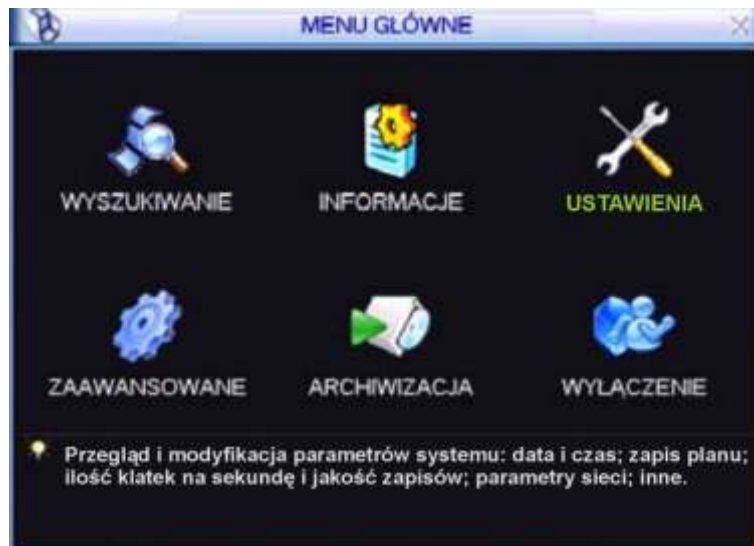 MENU GLÓWNE
WYSZUKIWANIE
INFORMACJE
USTAWIENIA
ZAAWANSOWANE
ARCHIWIZACJA
WYŁĄCZENIE
Przegląd i modyfikacja parametrów systemu: data i czas; zapis planu;
ilość klatek na sekundę i jakość zapisów; parametry sieci; inne.